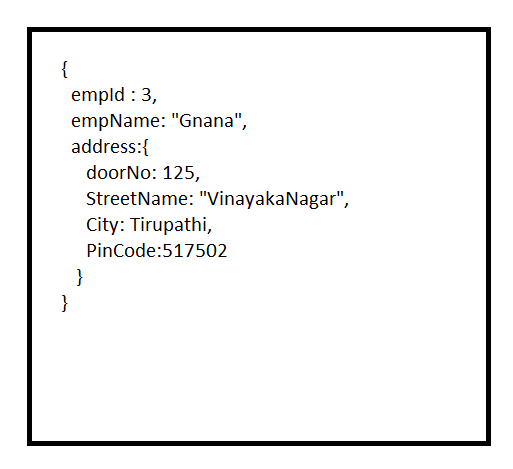 {
empId : 3,
empName: "Gnana",
address:{
doorNo: 125,
StreetName: "VinayakaNagar",
City: Tirupathi,
PinCode:517502
}
}